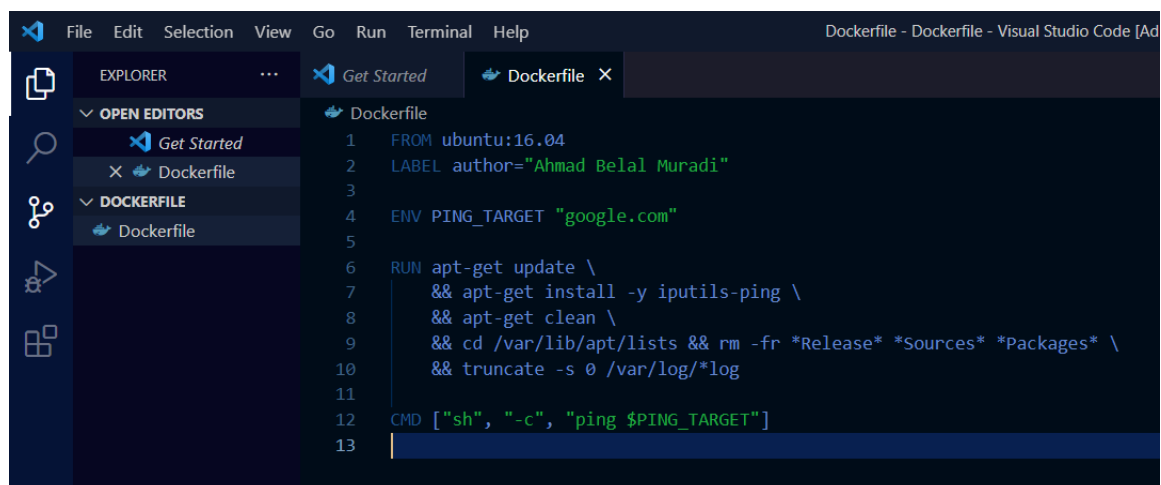 File Edit Selection View Go Run Terminal Help Dockerfile - Dockerfile - Visual Studio Code [Ad
EXPLORER ···
Get Started Dockerfile
OPEN EDITORS
Get Started
Dockerfile
DOCKERFILE
Dockerfile
Dockerfile
1 FROM ubuntu:16.04
2 LABEL author="Ahmad Belal Muradi"
3
4 ENV PING_TARGET "google.com"
5
6 RUN apt-get update \
7 && apt-get install -y iputils-ping \
8 && apt-get clean \
9 && cd /var/lib/apt/lists && rm -fr *Release* *Sources* *Packages* \
10 && truncate -s 0 /var/log/*log
11
12 CMD ["sh", "-c", "ping $PING_TARGET"]
13